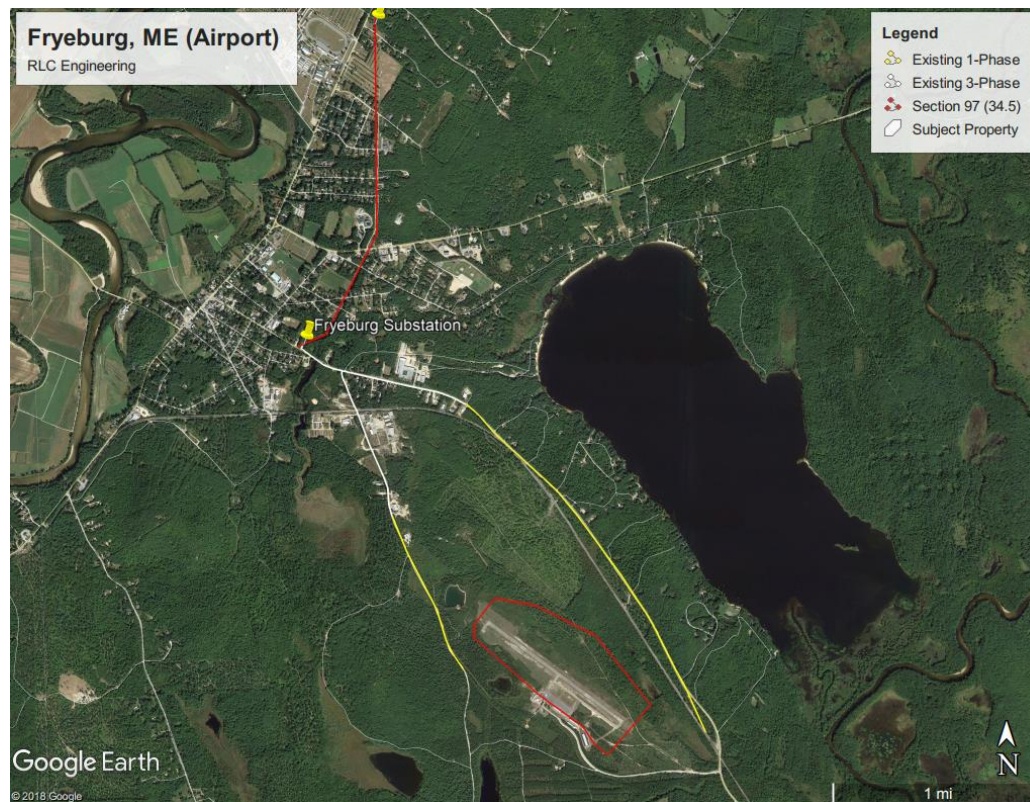 Fryeburg, ME (Airport)
RLC Engineering
Legend
Existing 1-Phase
Existing 3-Phase
Section 97 (34.5)
Subject Property
Fryeburg Substation
Google Earth
© 2018 Google
1 mi
N